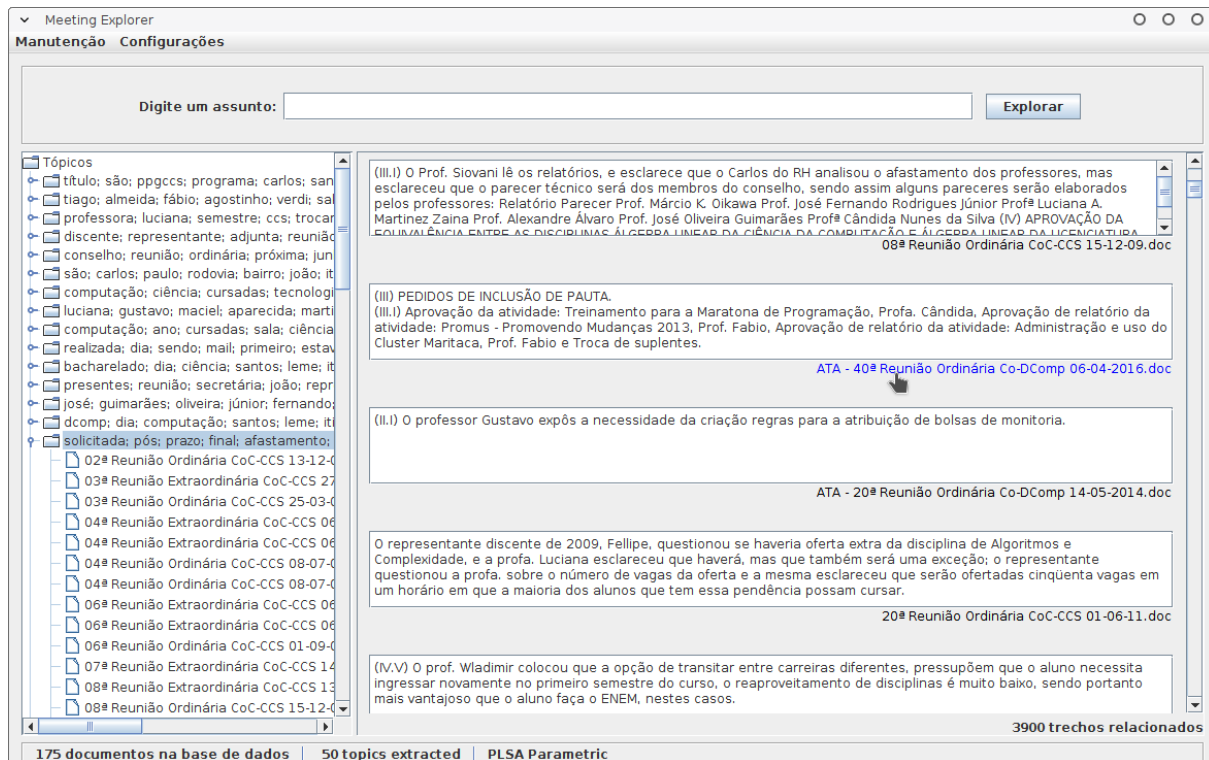 Meeting Explorer
Manutenção Configurações
Digite um assunto:
Explorar
Tópicos
título; são; ppgccs; programa; carlos; san
tiago; almeida; fábio; agostinho; verdi; sal
professora; luciana; semestre; ccs; trocar
discente; representante; adjunta; reunião
conselho; reunião; ordinária; próxima; jun
são; carlos; paulo; rodovia; bairro; joão; it
computação; ciência; cursadas; tecnologi
luciana; gustavo; maciel; aparecida; marti
computação; ano; cursadas; sala; ciência
realizada; dia; sendo; mail; primeiro; estav
bacharelado; dia; ciência; santos; leme; it
presentes; reunião; secretária; joão; repr
josé; guimarães; oliveira; júnior; fernando;
dcomp; dia; computação; santos; leme; iti
solicitada; pós; prazo; final; afastamento;
02ª Reunião Ordinária CoC-CCS 13-12-0
03ª Reunião Extraordinária CoC-CCS 27
03ª Reunião Ordinária CoC-CCS 25-03-0
04ª Reunião Extraordinária CoC-CCS 06
04ª Reunião Extraordinária CoC-CCS 06
04ª Reunião Ordinária CoC-CCS 08-07-0
04ª Reunião Ordinária CoC-CCS 08-07-0
06ª Reunião Extraordinária CoC-CCS 06
06ª Reunião Extraordinária CoC-CCS 06
06ª Reunião Ordinária CoC-CCS 01-09-0
07ª Reunião Extraordinária CoC-CCS 14
08ª Reunião Extraordinária CoC-CCS 13
08ª Reunião Ordinária CoC-CCS 15-12-0
(III.I) O Prof. Siovani lê os relatórios, e esclarece que o Carlos do RH analisou o afastamento dos professores, mas
esclareceu que o parecer técnico será dos membros do conselho, sendo assim alguns pareceres serão elaborados
pelos professores: Relatório Parecer Prof. Márcio K. Oikawa Prof. José Fernando Rodrigues Júnior Profª Luciana A.
Martinez Zaina Prof. Alexandre Álvaro Prof. José Oliveira Guimarães Profª Cândida Nunes da Silva (IV) APROVAÇÃO DA
EQUIVALÊNCIA ENTRE AS DISCIPLINAS ÁLGEBRA LINEAR DA CIÊNCIA DA COMPUTAÇÃO E ÁLGEBRA LINEAR DA LICENCIATURA
08ª Reunião Ordinária CoC-CCS 15-12-09.doc
(III) PEDIDOS DE INCLUSÃO DE PAUTA.
(III.I) Aprovação da atividade: Treinamento para a Maratona de Programação, Profa. Cândida, Aprovação de relatório da
atividade: Promus - Promovendo Mudanças 2013, Prof. Fabio, Aprovação de relatório da atividade: Administração e uso do
Cluster Maritaca, Prof. Fabio e Troca de suplentes.
ATA - 40ª Reunião Ordinária Co-DComp 06-04-2016.doc
(II.I) O professor Gustavo expôs a necessidade da criação regras para a atribuição de bolsas de monitoria.
ATA - 20ª Reunião Ordinária Co-DComp 14-05-2014.doc
O representante discente de 2009, Fellipe, questionou se haveria oferta extra da disciplina de Algoritmos e
Complexidade, e a profa. Luciana esclareceu que haverá, mas que também será uma exceção; o representante
questionou a profa. sobre o número de vagas da oferta e a mesma esclareceu que serão ofertadas cinqüenta vagas em
um horário em que a maioria dos alunos que tem essa pendência possam cursar.
20ª Reunião Ordinária CoC-CCS 01-06-11.doc
(IV.V) O prof. Wladimir colocou que a opção de transitar entre carreiras diferentes, pressupõem que o aluno necessita
ingressar novamente no primeiro semestre do curso, o reaproveitamento de disciplinas é muito baixo, sendo portanto
mais vantajoso que o aluno faça o ENEM, nestes casos.
3900 trechos relacionados
175 documentos na base de dados
50 topics extracted
PLSA Parametric